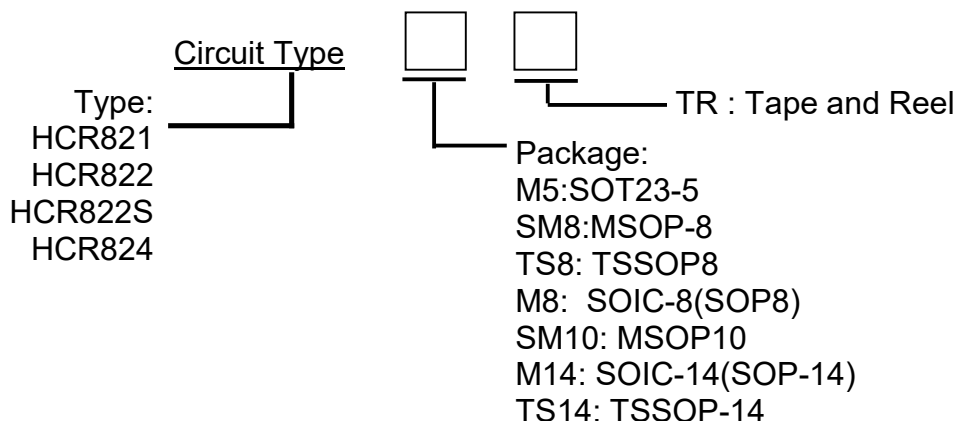 Circuit Type
Type:
HCR821
HCR822
HCR822S
HCR824
TR : Tape and Reel
Package:
M5:SOT23-5
SM8:MSOP-8
TS8: TSSOP8
M8: SOIC-8(SOP8)
SM10: MSOP10
M14: SOIC-14(SOP-14)
TS14: TSSOP-14